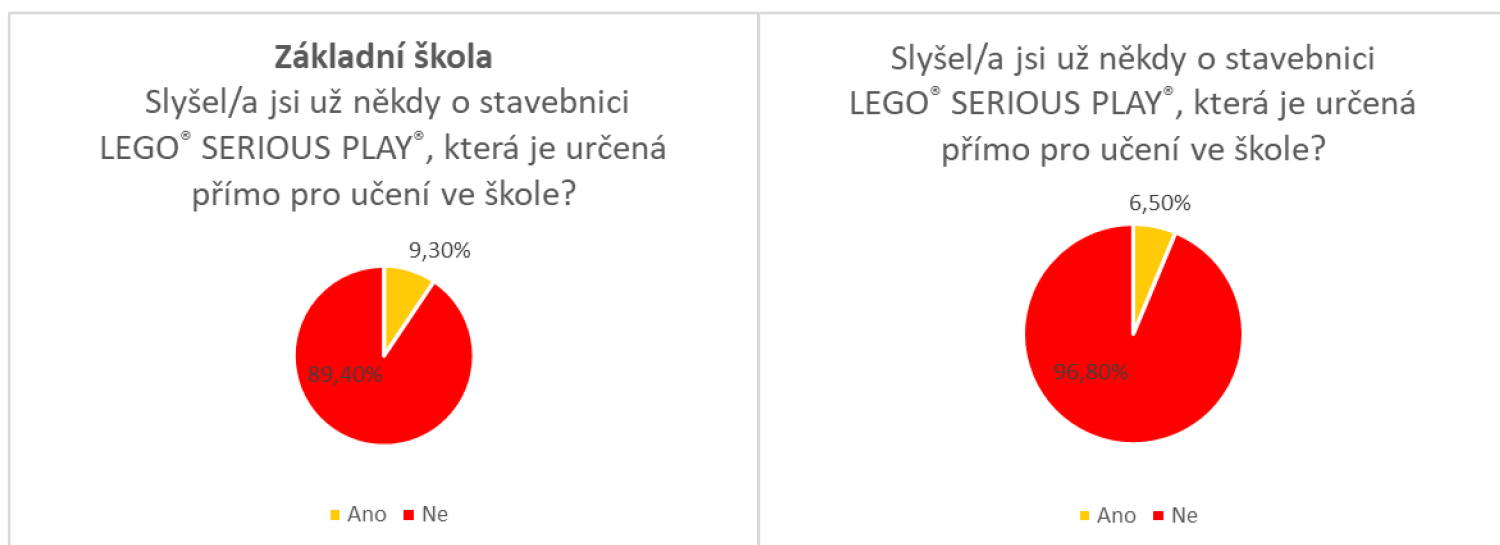 Základní škola
Slyšel/a jsi už někdy o stavebnici
LEGO® SERIOUS PLAY®, která je určená
přímo pro učení ve škole?
9,30%
89,40%
Ano Ne
Slyšel/a jsi už někdy o stavebnici
LEGO® SERIOUS PLAY®, která je určená
přímo pro učení ve škole?
6,50%
96,80%
Ano Ne